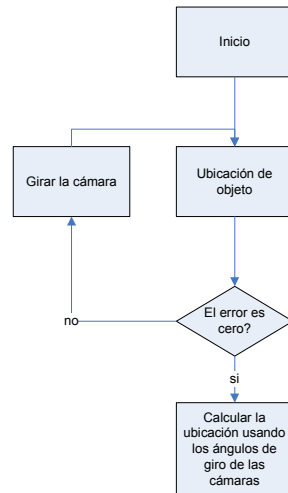 Inicio
Girar la cámara
Ubicación de
objeto
El error es
cero?
no
si
Calcular la
ubicación usando
los ángulos de
giro de las
cámaras